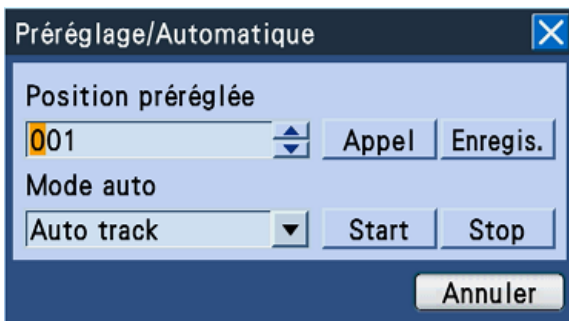 Préréglage/Automatique
Position préréglée
001 Appel Enregis.
Mode auto
Auto track Start Stop
Annuler